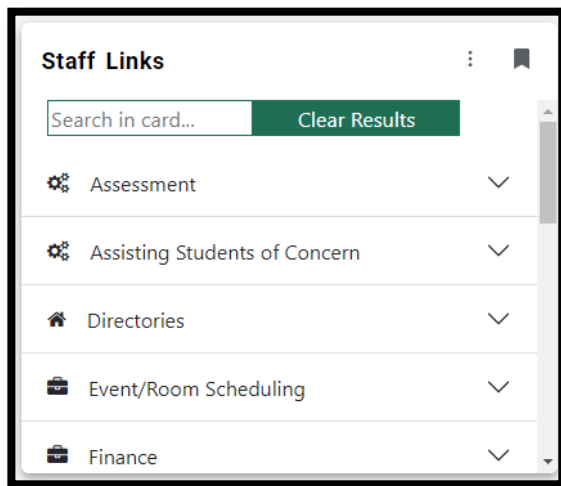 Staff Links
Search in card... Clear Results
Assessment
Assisting Students of Concern
Directories
Event/Room Scheduling
Finance